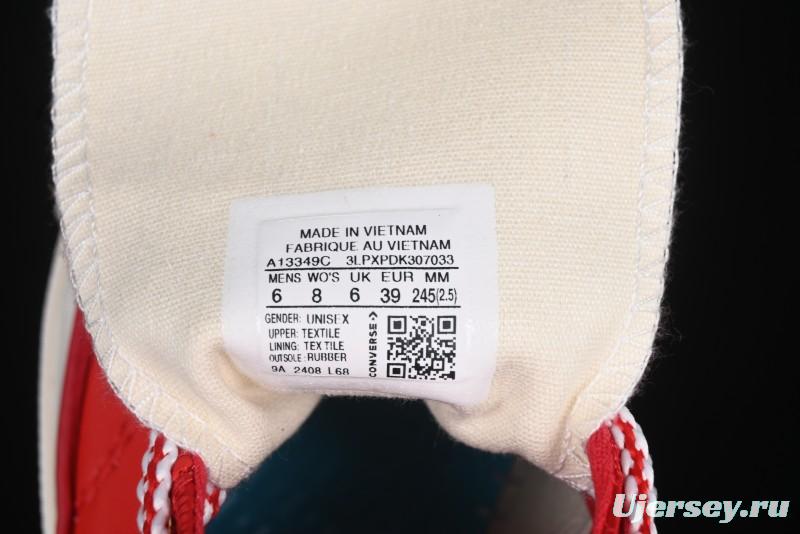 MADE IN VIETNAM
FABRIQUE AU VIETNAM
A13349C 3LPXPDK307033
MENS WO'S UK EUR MM
6 8 6 39 245(2.5)
GENDER: UNISEX
UPPER: TEXTILE
LINING: TEXTILE
OUTSOLE: RUBBER
9A 2408 L68
CONVERSE
Ujersey.ru